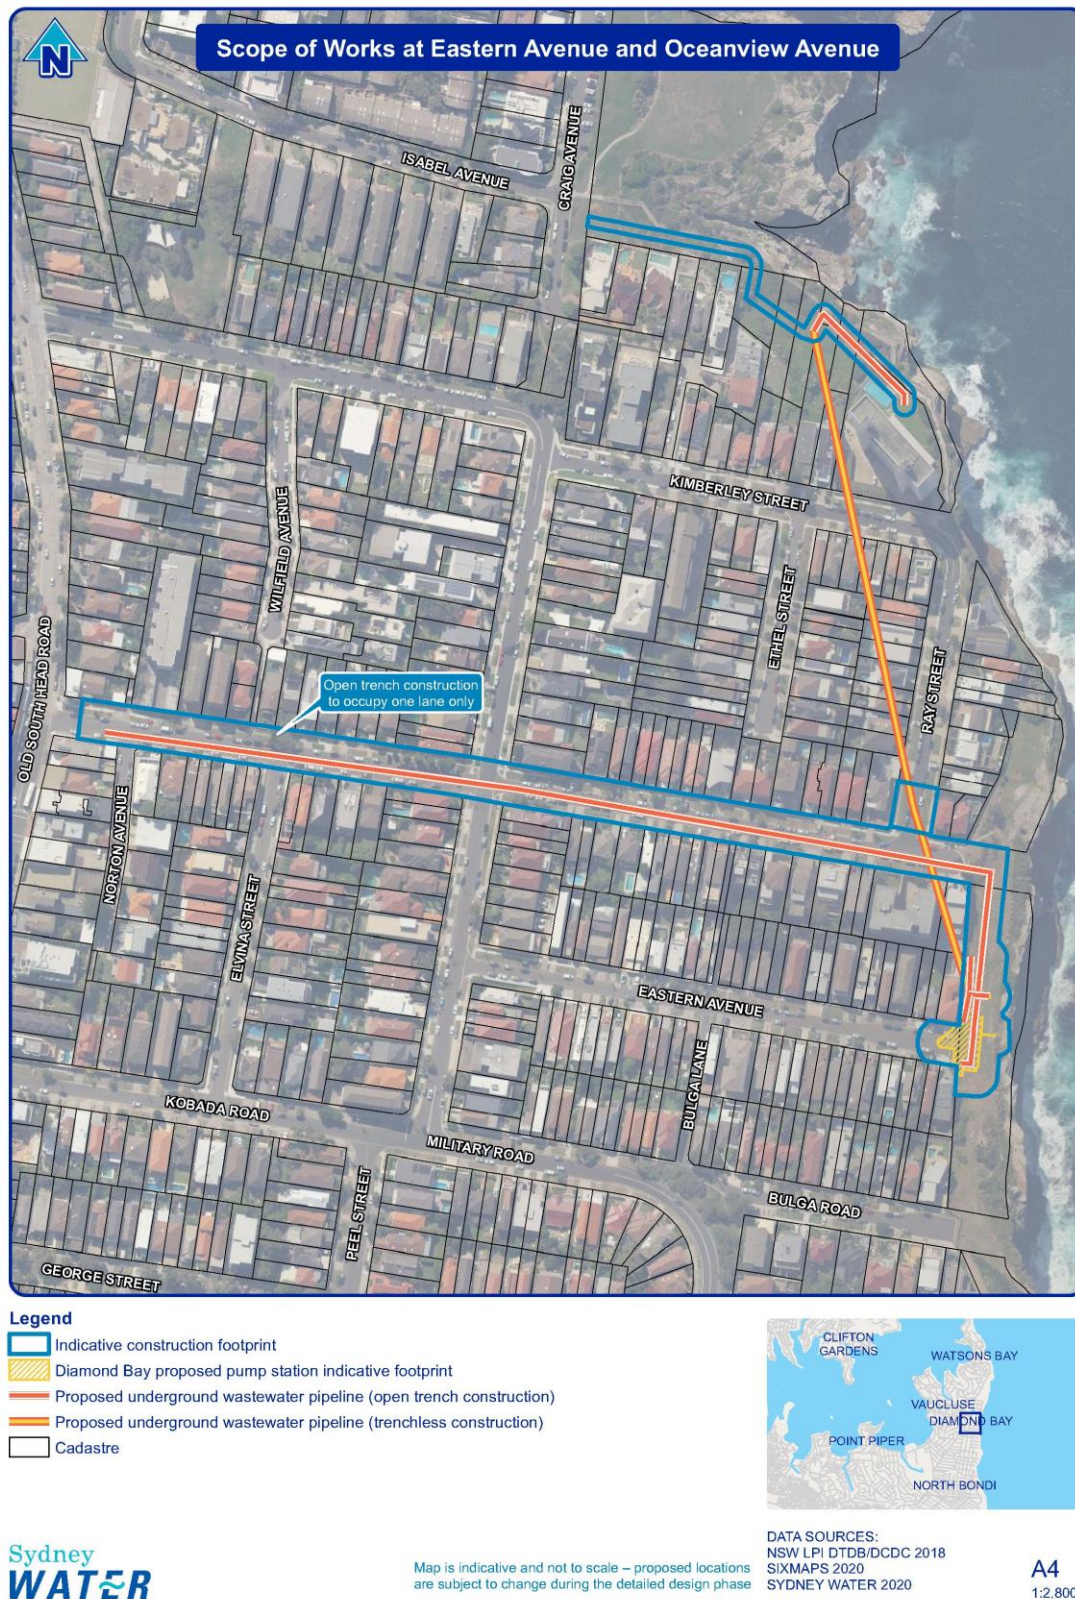 Scope of Works at Eastern Avenue and Oceanview Avenue
N
ISABEL AVENUE
CRAIG AVENUE
KIMBERLEY STREET
WILFIELD AVENUE
ETHEL STREET
RAY STREET
OLD SOUTH HEAD ROAD
Open trench construction
to occupy one lane only
NORTON AVENUE
ELVINA STREET
EASTERN AVENUE
BULGA LANE
KOBADA ROAD
MILITARY ROAD
PEEL STREET
BULGA ROAD
GEORGE STREET
Legend
Indicative construction footprint
Diamond Bay proposed pump station indicative footprint
Proposed underground wastewater pipeline (open trench construction)
Proposed underground wastewater pipeline (trenchless construction)
Cadastre
CLIFTON
GARDENS
WATSONS BAY
VAUCLUSE
DIAMOND BAY
POINT PIPER
NORTH BONDI
Sydney
WATER
Map is indicative and not to scale – proposed locations
are subject to change during the detailed design phase
DATA SOURCES:
NSW LPI DTDB/DCDC 2018
SIXMAPS 2020
SYDNEY WATER 2020
A4
1:2,800